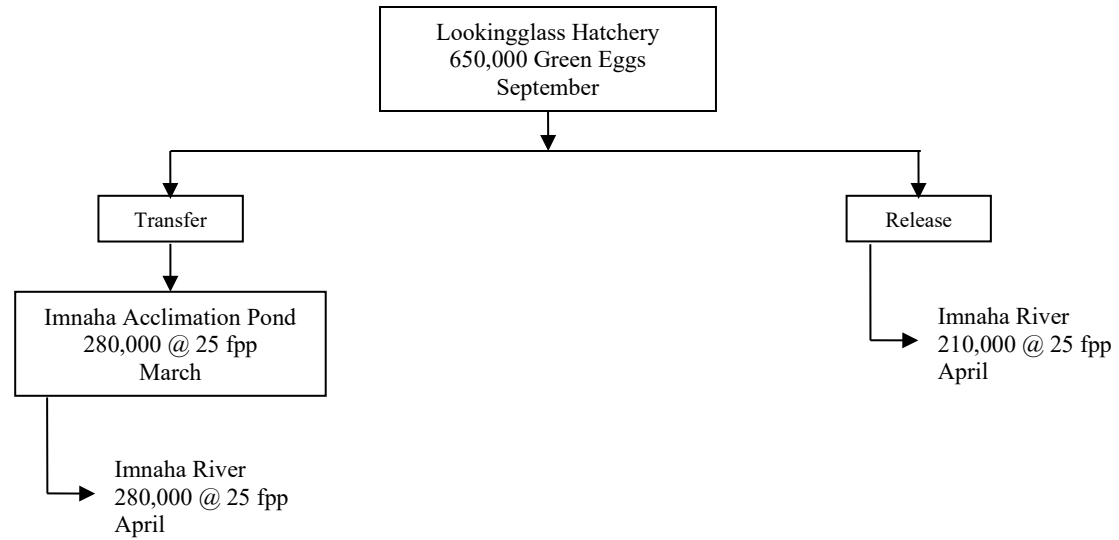 Lookingglass Hatchery
650,000 Green Eggs
September
Transfer
Release
Imnaha Acclimation Pond
280,000 @ 25 fpp
March
Imnaha River
210,000 @ 25 fpp
April
Imnaha River
280,000 @ 25 fpp
April